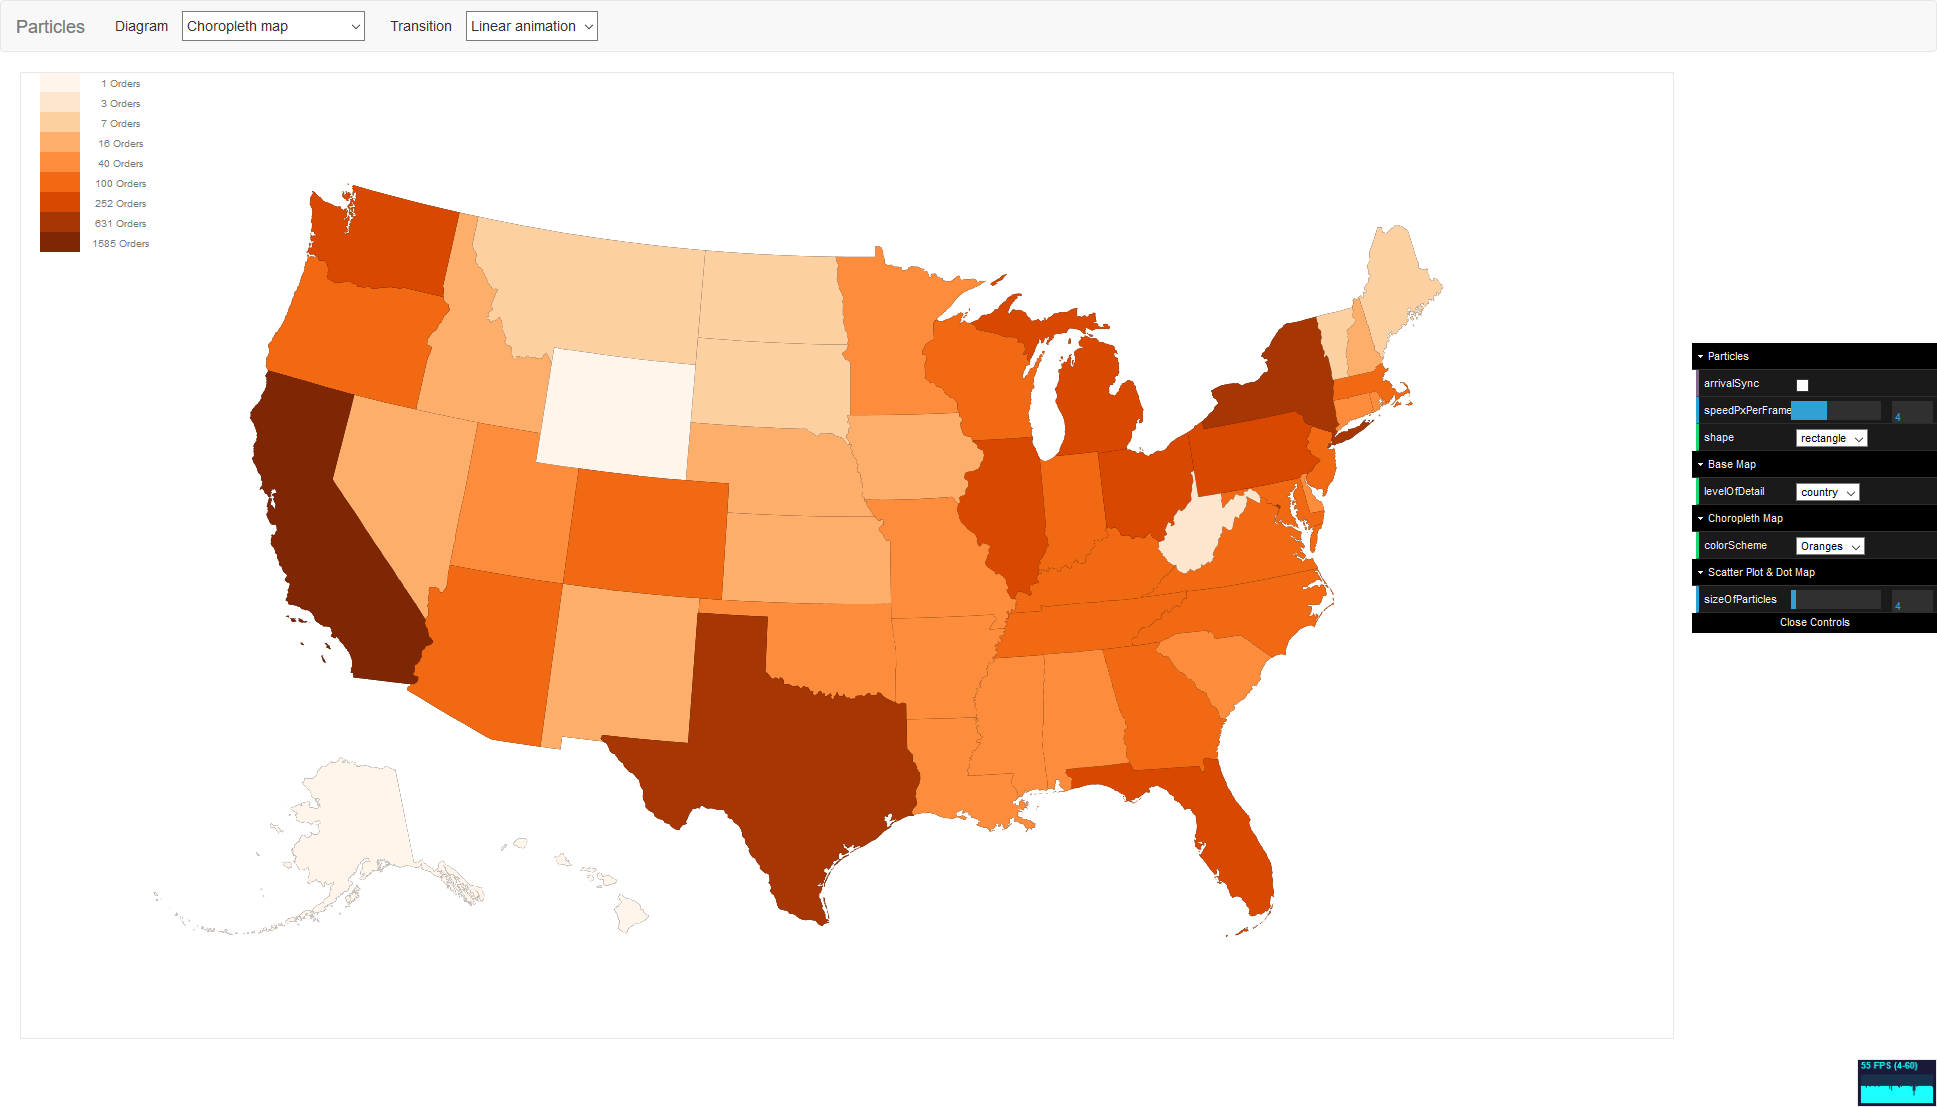 Particles Diagram Choropleth map Transition Linear animation
1 Orders
3 Orders
7 Orders
16 Orders
40 Orders
100 Orders
252 Orders
631 Orders
1585 Orders
Particles
arrivalSync
speedPxPerFrame 4
shape rectangle
Base Map
levelOfDetail country
Choropleth Map
colorScheme Oranges
Scatter Plot & Dot Map
sizeOfParticles 4
Close Controls
55 FPS (4-60)